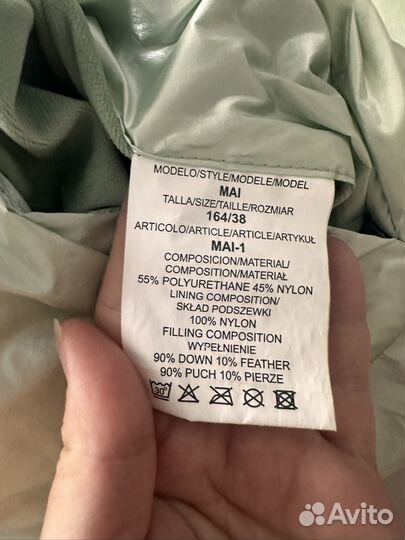 MODELO/STYLE/MODELE/MODEL
MAI
TALLA/SIZE/TAILLE/ROZMIAR
164/38
ARTICOLO/ARTICLE/ARTICLE/ARTYKUŁ
MAI-1
COMPOSICION/MATERIAL/
COMPOSITION/MATERIAŁ
55% POLYURETHANE 45% NYLON
LINING COMPOSITION/
SKŁAD PODSZEWKI
100% NYLON
FILLING COMPOSITION
WYPEŁNIENIE
90% DOWN 10% FEATHER
90% PUCH 10% PIERZE
30°
Avito